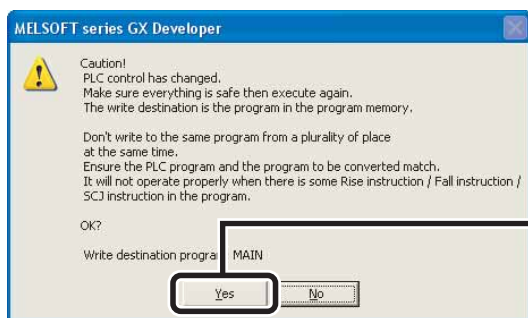 MELSOFT series GX Developer
Caution!
PLC control has changed.
Make sure everything is safe then execute again.
The write destination is the program in the program memory.
Don't write to the same program from a plurality of place
at the same time.
Ensure the PLC program and the program to be converted match.
It will not operate properly when there is some Rise instruction / Fall instruction /
SCJ instruction in the program.
OK?
Write destination progra MAIN
Yes No